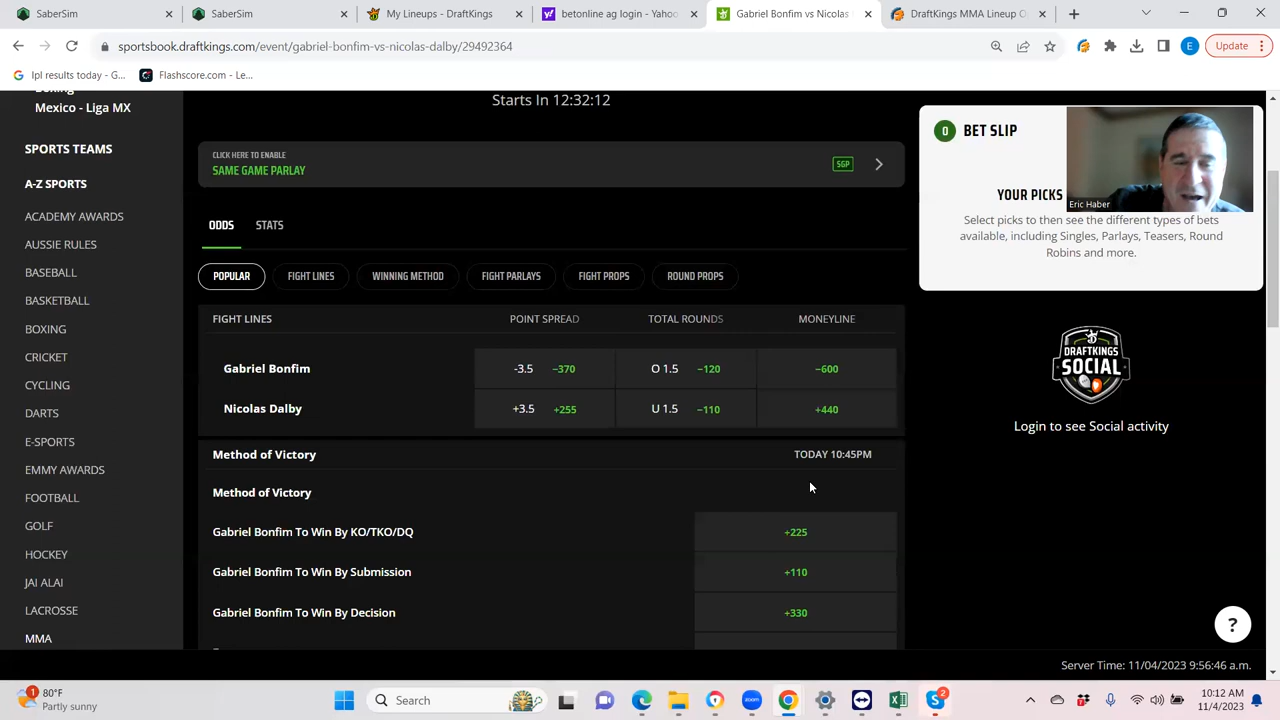 SaberSim
SaberSim
My Lineups - DraftKings
betonline ag login - Yahoo
Gabriel Bonfim vs Nicolas
DraftKings MMA Lineup O
sportsbook.draftkings.com/event/gabriel-bonfim-v-nicolas-dalby/29492364
E
Update
Ipl results today - G...
Flashscore.com - Le...
Boxing
Mexico - Liga MX
SPORTS TEAMS
A-Z SPORTS
ACADEMY AWARDS
AUSSIE RULES
BASEBALL
BASKETBALL
BOXING
CRICKET
CYCLING
DARTS
E-SPORTS
EMMY AWARDS
FOOTBALL
GOLF
HOCKEY
JAI ALAI
LACROSSE
MMA
Starts In 12:32:12
CLICK HERE TO ENABLE
SAME GAME PARLAY
SGP
ODDS STATS
POPULAR FIGHT LINES WINNING METHOD FIGHT PARLAYS FIGHT PROPS ROUND PROPS
FIGHT LINES POINT SPREAD TOTAL ROUNDS MONEYLINE
Gabriel Bonfim -3.5 −370 O 1.5 −120 −600
Nicolas Dalby +3.5 +255 U 1.5 −110 +440
Method of Victory TODAY 10:45PM
Method of Victory
Gabriel Bonfim To Win By KO/TKO/DQ +225
Gabriel Bonfim To Win By Submission +110
Gabriel Bonfim To Win By Decision +330
0 BET SLIP
YOUR PICKS
Eric Haber
Select picks to then see the different types of bets
available, including Singles, Parlays, Teasers, Round
Robins and more.
DRAFTKINGS
SOCIAL
Login to see Social activity
?
Server Time: 11/04/2023 9:56:46 a.m.
1
80°F
Partly sunny
Search
zoom
2
10:12 AM
11/4/2023